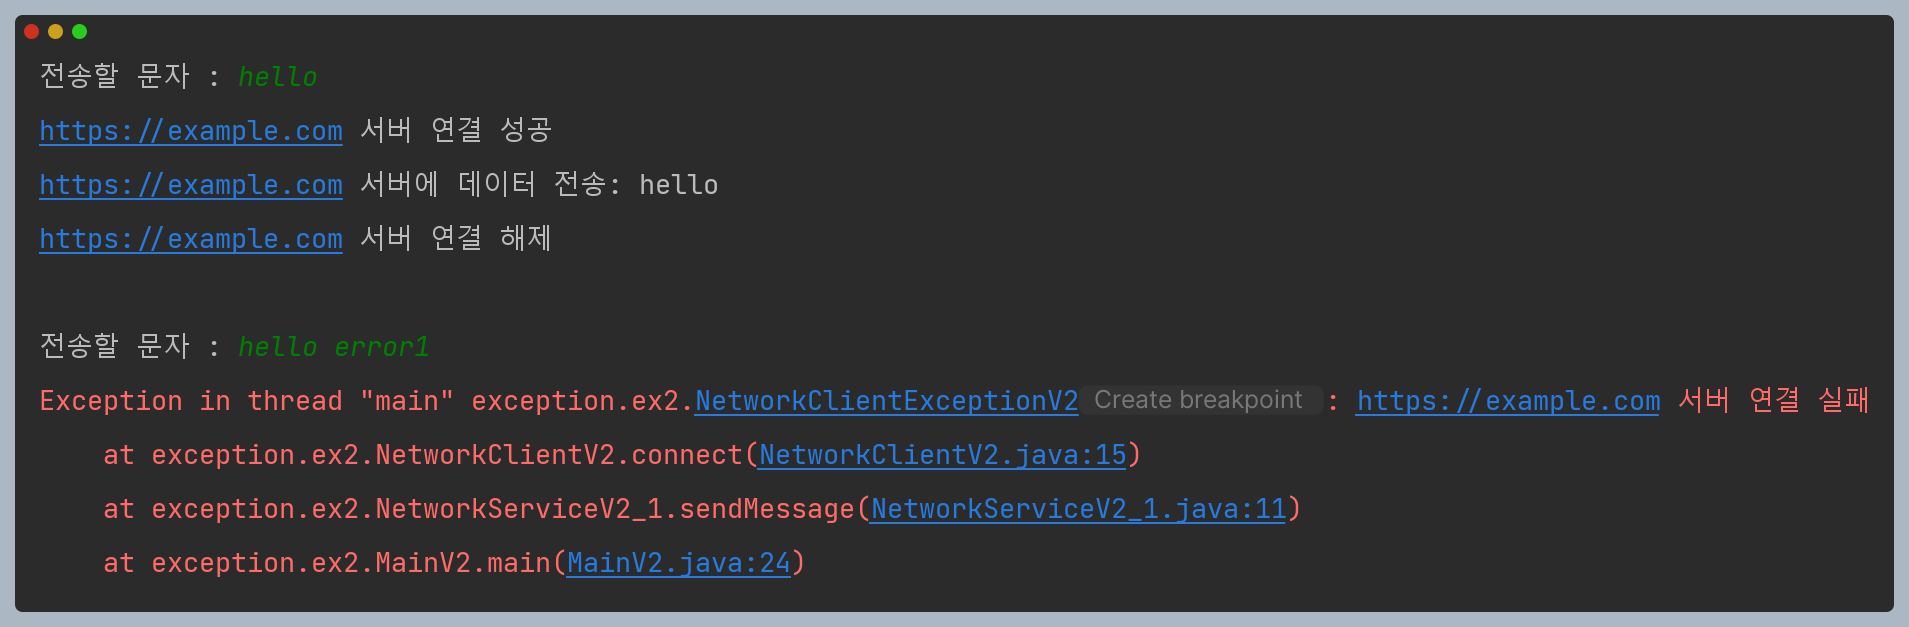 전송할 문자 : hello
https://example.com 서버 연결 성공
https://example.com 서버에 데이터 전송: hello
https://example.com 서버 연결 해제
전송할 문자 : hello error1
Exception in thread "main" exception.ex2.NetworkClientExceptionV2 Create breakpoint : https://example.com 서버 연결 실패
at exception.ex2.NetworkClientV2.connect(NetworkClientV2.java:15)
at exception.ex2.NetworkServiceV2_1.sendMessage(NetworkServiceV2_1.java:11)
at exception.ex2.MainV2.main(MainV2.java:24)